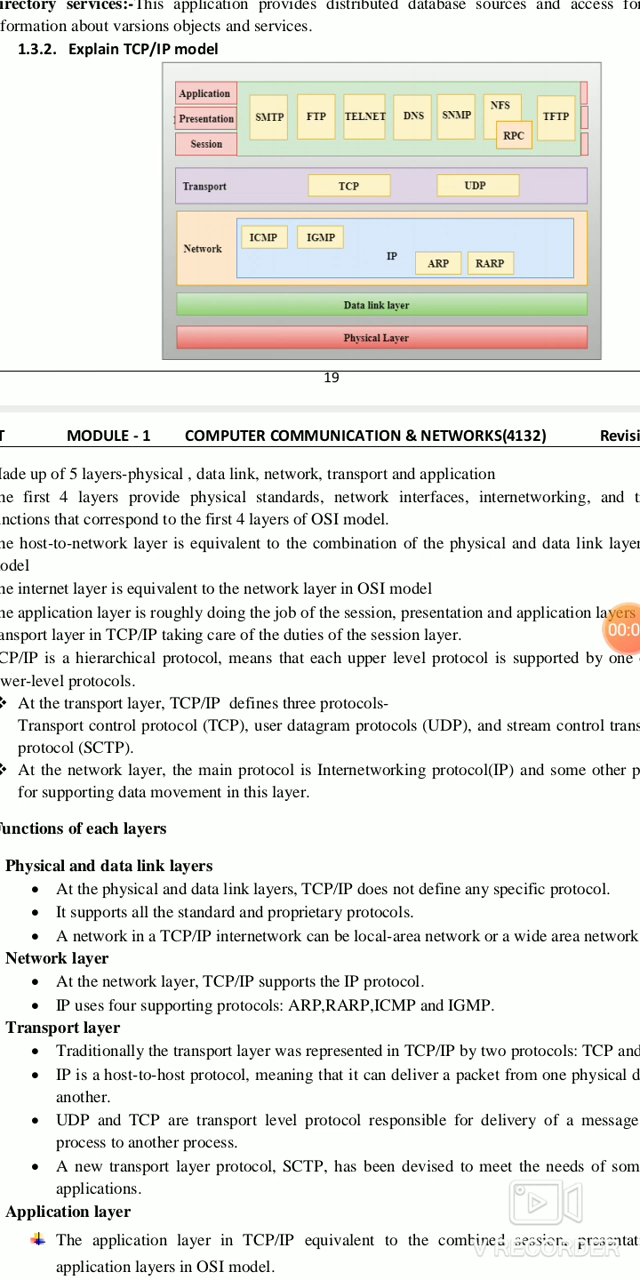 irectory services:-This application provides distributed database sources and access for
formation about varsions objects and services.
1.3.2. Explain TCP/IP model
Application
Presentation
Session
SMTP
FTP
TELNET
DNS
SNMP
NFS
RPC
TFTP
Transport
TCP
UDP
Network
ICMP
IGMP
IP
ARP
RARP
Data link layer
Physical Layer
19
T MODULE - 1 COMPUTER COMMUNICATION & NETWORKS(4132) Revisi
ade up of 5 layers-physical , data link, network, transport and application
he first 4 layers provide physical standards, network interfaces, internetworking, and t
nctions that correspond to the first 4 layers of OSI model.
he host-to-network layer is equivalent to the combination of the physical and data link layer
odel
he internet layer is equivalent to the network layer in OSI model
he application layer is roughly doing the job of the session, presentation and application layers
ansport layer in TCP/IP taking care of the duties of the session layer.
CP/IP is a hierarchical protocol, means that each upper level protocol is supported by one
wer-level protocols.
00:0
At the transport layer, TCP/IP defines three protocols-
Transport control protocol (TCP), user datagram protocols (UDP), and stream control trans
protocol (SCTP).
At the network layer, the main protocol is Internetworking protocol(IP) and some other p
for supporting data movement in this layer.
unctions of each layers
Physical and data link layers
• At the physical and data link layers, TCP/IP does not define any specific protocol.
• It supports all the standard and proprietary protocols.
• A network in a TCP/IP internetwork can be local-area network or a wide area network
Network layer
• At the network layer, TCP/IP supports the IP protocol.
• IP uses four supporting protocols: ARP,RARP,ICMP and IGMP.
Transport layer
• Traditionally the transport layer was represented in TCP/IP by two protocols: TCP and
• IP is a host-to-host protocol, meaning that it can deliver a packet from one physical d
another.
• UDP and TCP are transport level protocol responsible for delivery of a message
process to another process.
• A new transport layer protocol, SCTP, has been devised to meet the needs of som
applications.
Application layer
The application layer in TCP/IP equivalent to the combined session, presentat
application layers in OSI model.
V RECORDER